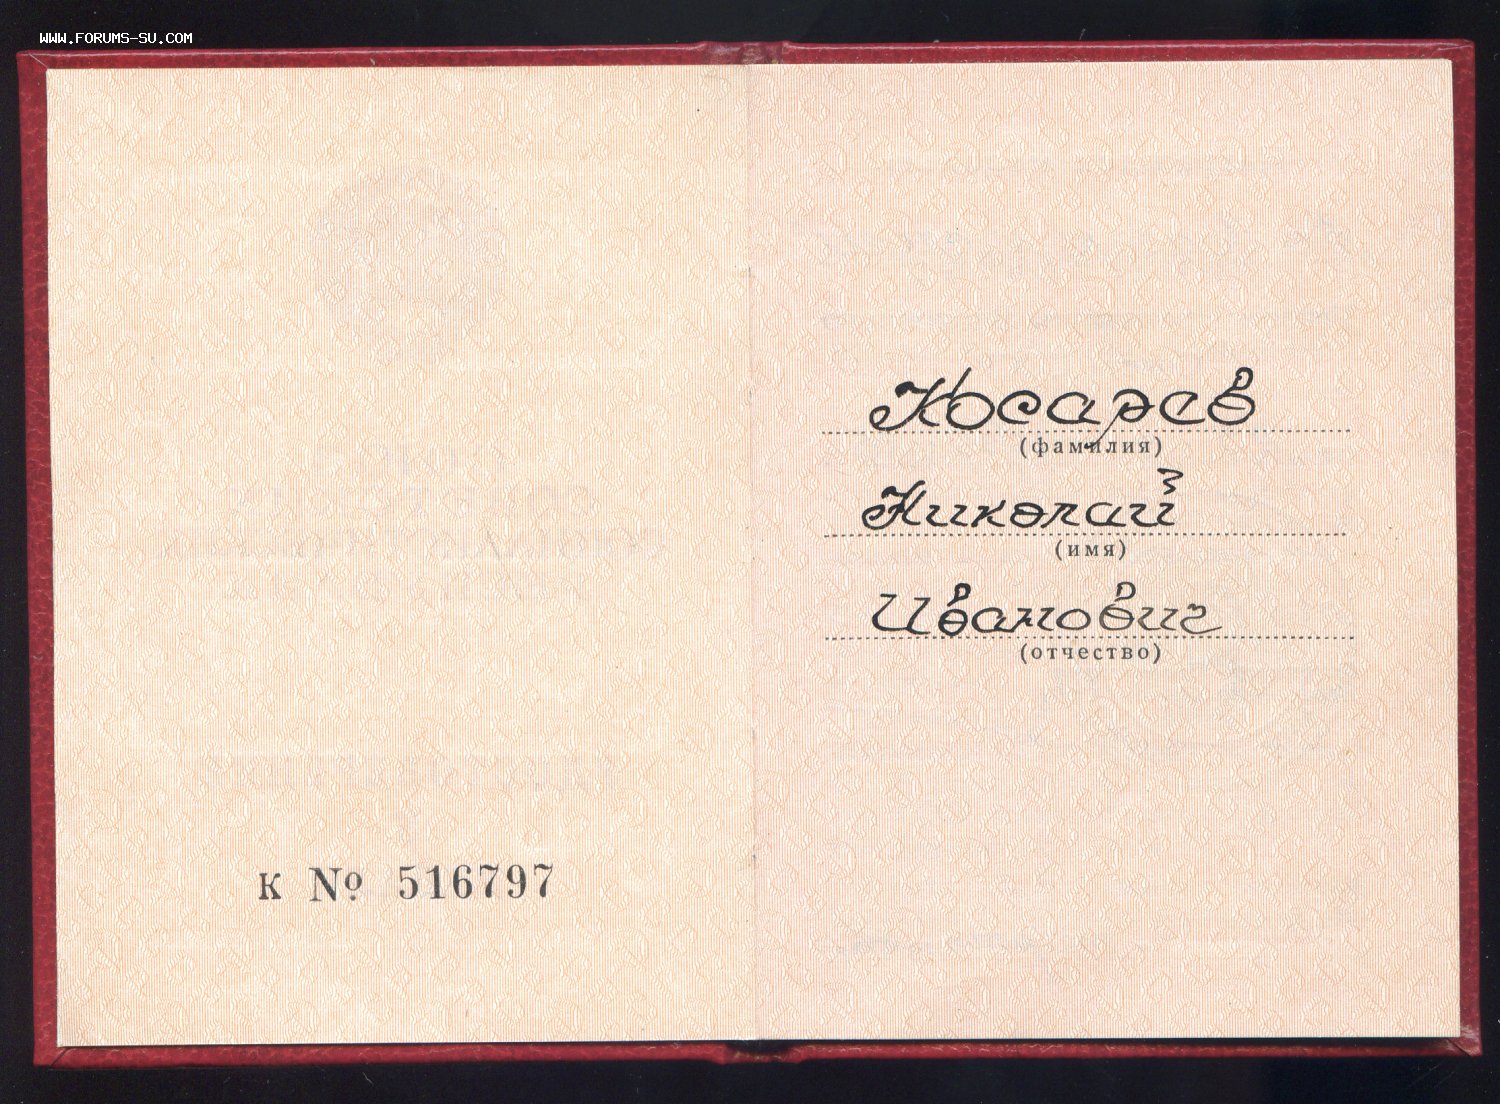 WWW.FORUMS-SU.COM
Косарев
(фамилия)
Николай
(имя)
Иванович
(отчество)
К № 516797